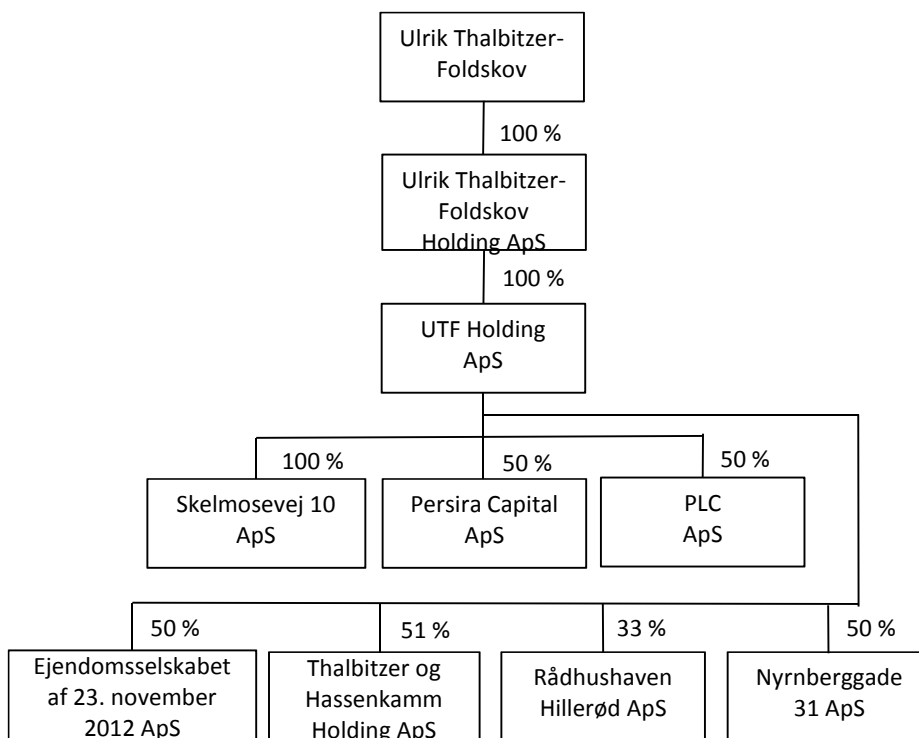 Ulrik Thalbitzer-
Foldskov
100 %
Ulrik Thalbitzer-
Foldskov
Holding ApS
100 %
UTF Holding
ApS
100 %
50 %
50 %
Skelmosevej 10
ApS
Persira Capital
ApS
PLC
ApS
50 %
51 %
33 %
50 %
Ejendomsselskabet
af 23. november
2012 ApS
Thalbitzer og
Hassenkamm
Holding ApS
Rådhushaven
Hillerød ApS
Nyrnberggade
31 ApS